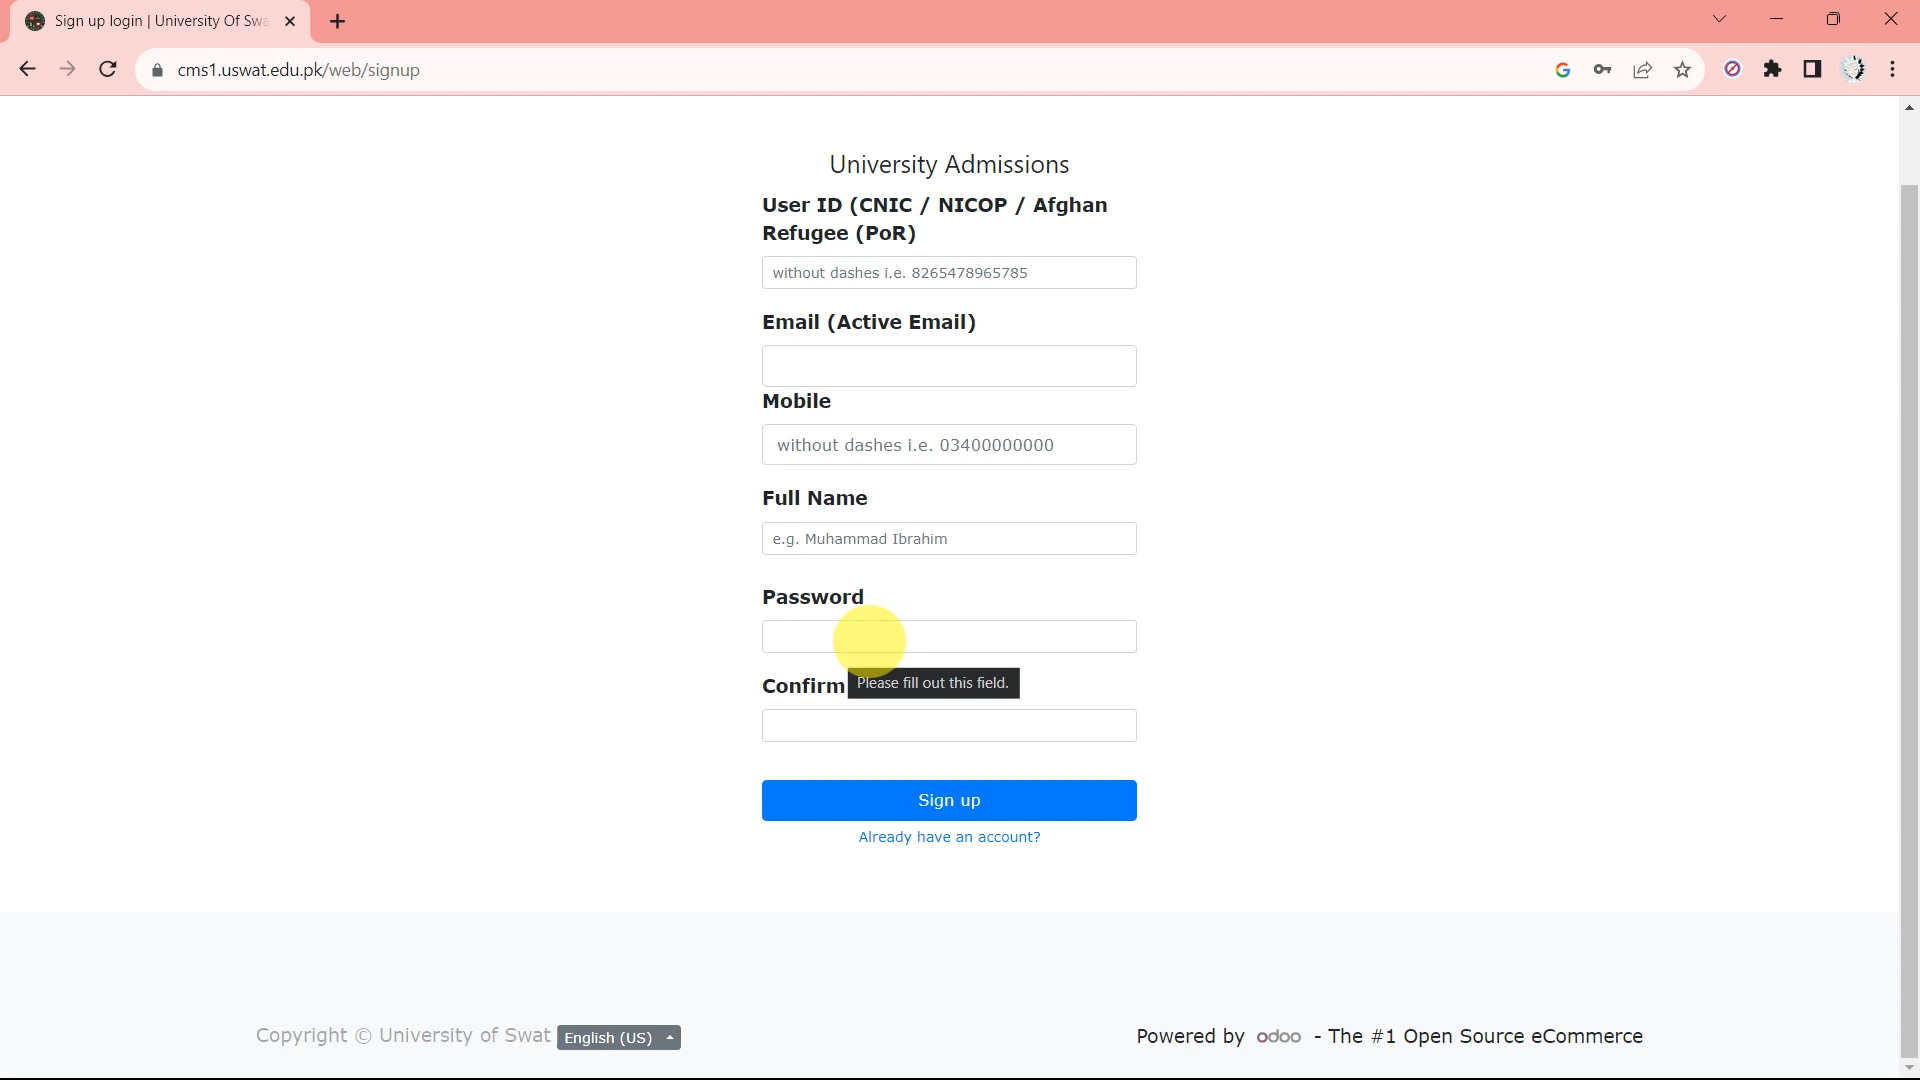 Sign up login | University Of Swa
cms1.uswat.edu.pk/web/signup
University Admissions
User ID (CNIC / NICOP / Afghan
Refugee (PoR)
without dashes i.e. 8265478965785
Email (Active Email)
Mobile
without dashes i.e. 03400000000
Full Name
e.g. Muhammad Ibrahim
Password
Please fill out this field.
Confirm
Sign up
Already have an account?
Copyright © University of Swat English (US)
Powered by odoo - The #1 Open Source eCommerce